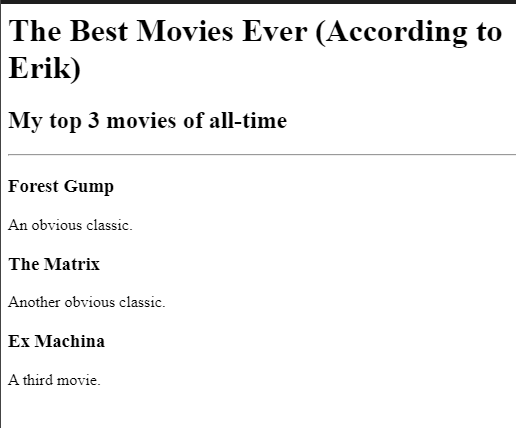 The Best Movies Ever (According to
Erik)
My top 3 movies of all-time
Forest Gump
An obvious classic.
The Matrix
Another obvious classic.
Ex Machina
A third movie.